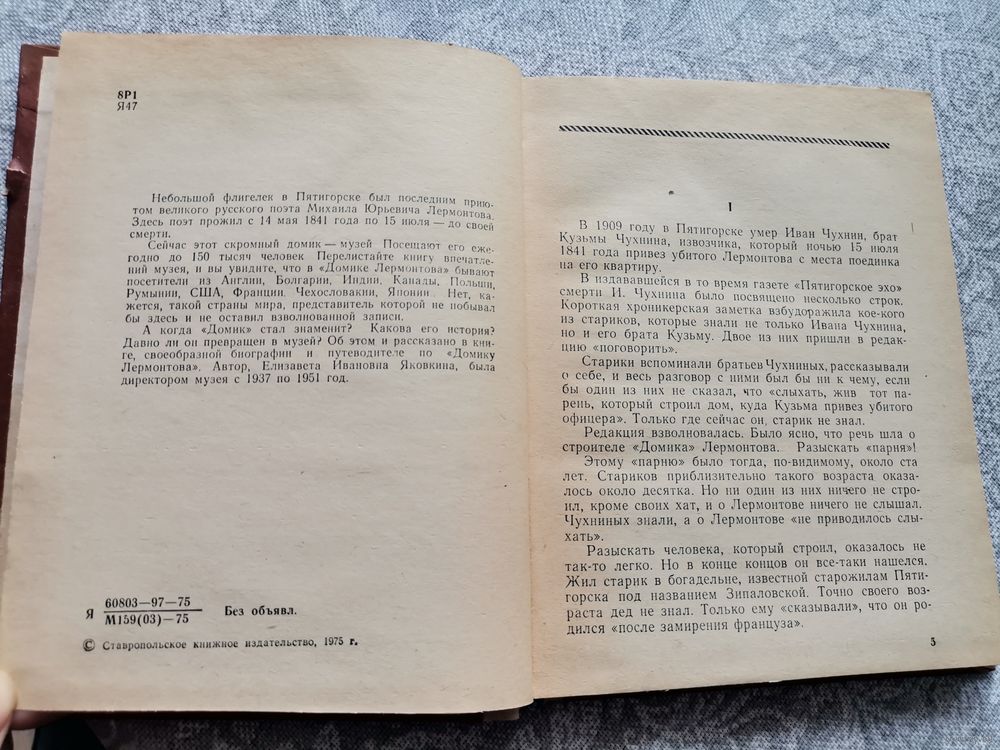 8Р1
Я47
Небольшой флигелек в Пятигорске был последним прию-
том великого русского поэта Михаила Юрьевича Лермонтова.
Здесь поэт прожил с 14 мая 1841 года по 15 июля — до своей
смерти.
Сейчас этот скромный домик — музей Посещают его еже-
годно до 150 тысяч человек Перелистайте книгу впечатле-
ний музея, и вы увидите, что в «Домике Лермонтова» бывают
посетители из Англии, Болгарии, Индии, Канады, Польши,
Румынии, США, Франции, Чехословакии, Японии. Нет, ка-
жется, такой страны мира, представитель которой не побывал
бы здесь и не оставил взволнованной записи.
А когда «Домик» стал знаменит? Какова его история?
Давно ли он превращен в музей? Об этом и рассказано в кни-
ге, своеобразной биографии и путеводителе по «Домику
Лермонтова». Автор, Елизавета Ивановна Яковкина, была
директором музея с 1937 по 1951 год.
Я 60803—97—75
М159(03)—75 Без объявл.
© Ставропольское книжное издательство, 1975 г.
I
В 1909 году в Пятигорске умер Иван Чухнин, брат
Кузьмы Чухнина, извозчика, который ночью 15 июля
1841 года привез убитого Лермонтова с места поединка
на его квартиру.
В издававшейся в то время газете «Пятигорское эхо»
смерти И. Чухнина было посвящено несколько строк.
Короткая хроникерская заметка взбудоражила кое-кого
из стариков, которые знали не только Ивана Чухнина,
но и его брата Кузьму. Двое из них пришли в редак-
цию «поговорить».
Старики вспоминали братьев Чухниных, рассказывали
о себе, и весь разговор с ними был бы ни к чему, если
бы один из них не сказал, что «слыхать, жив тот па-
рень, который строил дом, куда Кузьма привез убитого
офицера». Только где сейчас он, старик не знал.
Редакция взволновалась. Было ясно, что речь шла о
строителе «Домика» Лермонтова. Разыскать «парня»!
Этому «парню» было тогда, по-видимому, около ста
лет. Стариков приблизительно такого возраста оказа-
лось около десятка. Но ни один из них ничего не стро-
ил, кроме своих хат, и о Лермонтове ничего не слышал.
Чухниных знали, а о Лермонтове «не приводилось слы-
хать».
Разыскать человека, который строил, оказалось не
так-то легко. Но в конце концов он все-таки нашелся.
Жил старик в богадельне, известной старожилам Пяти-
горска под названием Зипаловской. Точно своего воз-
раста дед не знал. Только ему «сказывали», что он ро-
дился «после замирения француза».
5